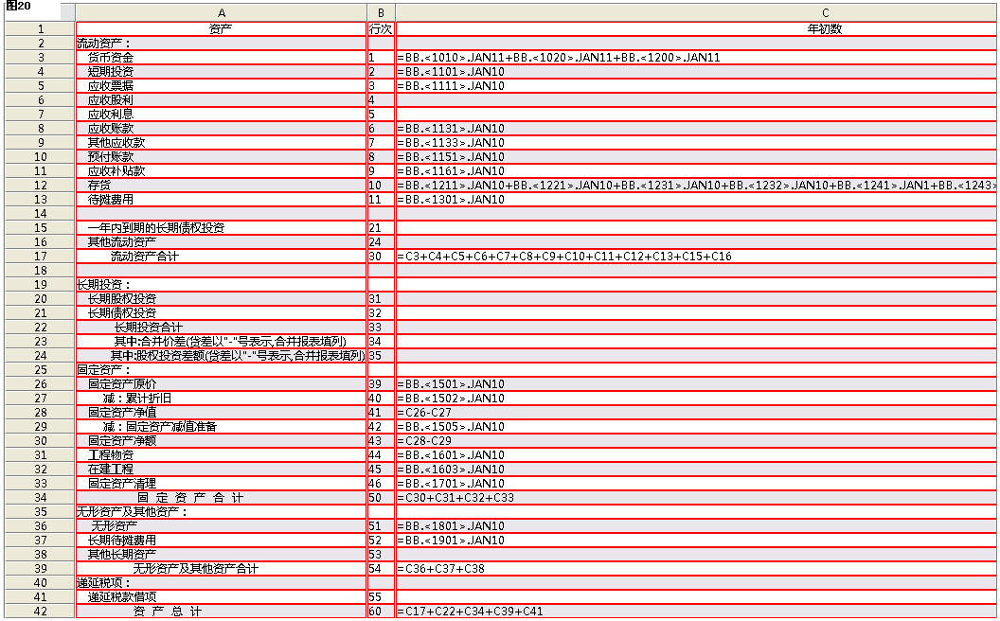 图20
A B C
1 资产 行次 年初数
2 流动资产：
3 货币资金 1 =BB.<1010>.JAN11+BB.<1020>.JAN11+BB.<1200>.JAN11
4 短期投资 2 =BB.<1101>.JAN10
5 应收票据 3 =BB.<1111>.JAN10
6 应收股利 4
7 应收利息 5
8 应收账款 6 =BB.<1131>.JAN10
9 其他应收款 7 =BB.<1133>.JAN10
10 预付账款 8 =BB.<1151>.JAN10
11 应收补贴款 9 =BB.<1161>.JAN10
12 存货 10 =BB.<1211>.JAN10+BB.<1221>.JAN10+BB.<1231>.JAN10+BB.<1232>.JAN10+BB.<1241>.JAN1+BB.<1243>
13 待摊费用 11 =BB.<1301>.JAN10
14
15 一年内到期的长期债权投资 21
16 其他流动资产 24
17 流动资产合计 30 =C3+C4+C5+C6+C7+C8+C9+C10+C11+C12+C13+C15+C16
18
19 长期投资：
20 长期股权投资 31
21 长期债权投资 32
22 长期投资合计 33
23 其中:合并价差(贷差以"-"号表示,合并报表填列) 34
24 其中:股权投资差额(贷差以"-"号表示,合并报表填列) 35
25 固定资产：
26 固定资产原价 39 =BB.<1501>.JAN10
27 减：累计折旧 40 =BB.<1502>.JAN10
28 固定资产净值 41 =C26-C27
29 减：固定资产减值准备 42 =BB.<1505>.JAN10
30 固定资产净额 43 =C28-C29
31 工程物资 44 =BB.<1601>.JAN10
32 在建工程 45 =BB.<1603>.JAN10
33 固定资产清理 46 =BB.<1701>.JAN10
34 固 定 资 产 合 计 50 =C30+C31+C32+C33
35 无形资产及其他资产：
36 无形资产 51 =BB.<1801>.JAN10
37 长期待摊费用 52 =BB.<1901>.JAN10
38 其他长期资产 53
39 无形资产及其他资产合计 54 =C36+C37+C38
40 递延税项：
41 递延税款借项 55
42 资 产 总 计 60 =C17+C22+C34+C39+C41